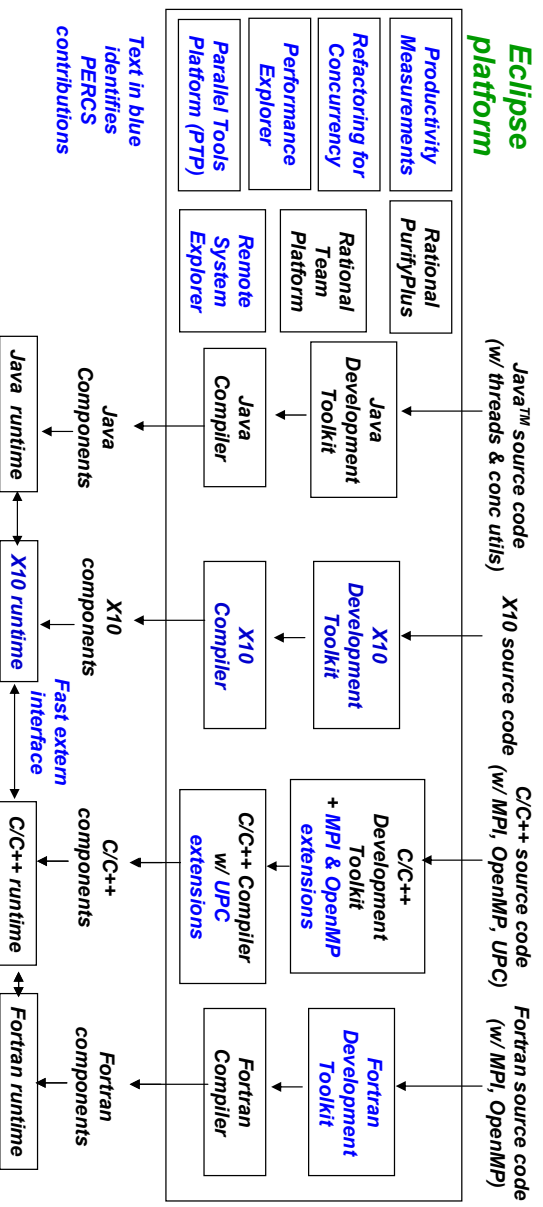 Eclipse
platform
Java™ source code
(w/ threads & conc utils)
X10 source code
C/C++ source code
(w/ MPI, OpenMP, UPC)
Fortran source code
(w/ MPI, OpenMP)
Productivity
Measurements
Refactoring for
Concurrency
Performance
Explorer
Parallel Tools
Platform (PTP)
Rational
PurifyPlus
Rational
Team
Platform
Remote
System
Explorer
Java
Development
Toolkit
Java
Compiler
X10
Development
Toolkit
X10
Compiler
C/C++
Development
Toolkit
+ MPI & OpenMP
extensions
C/C++ Compiler
w/ UPC
extensions
Fortran
Development
Toolkit
Fortran
Compiler
Text in blue
identifies
PERCS
contributions
Java
Components
X10
components
C/C++
components
Fortran
components
Fast extern
interface
Java runtime
X10 runtime
C/C++ runtime
Fortran runtime